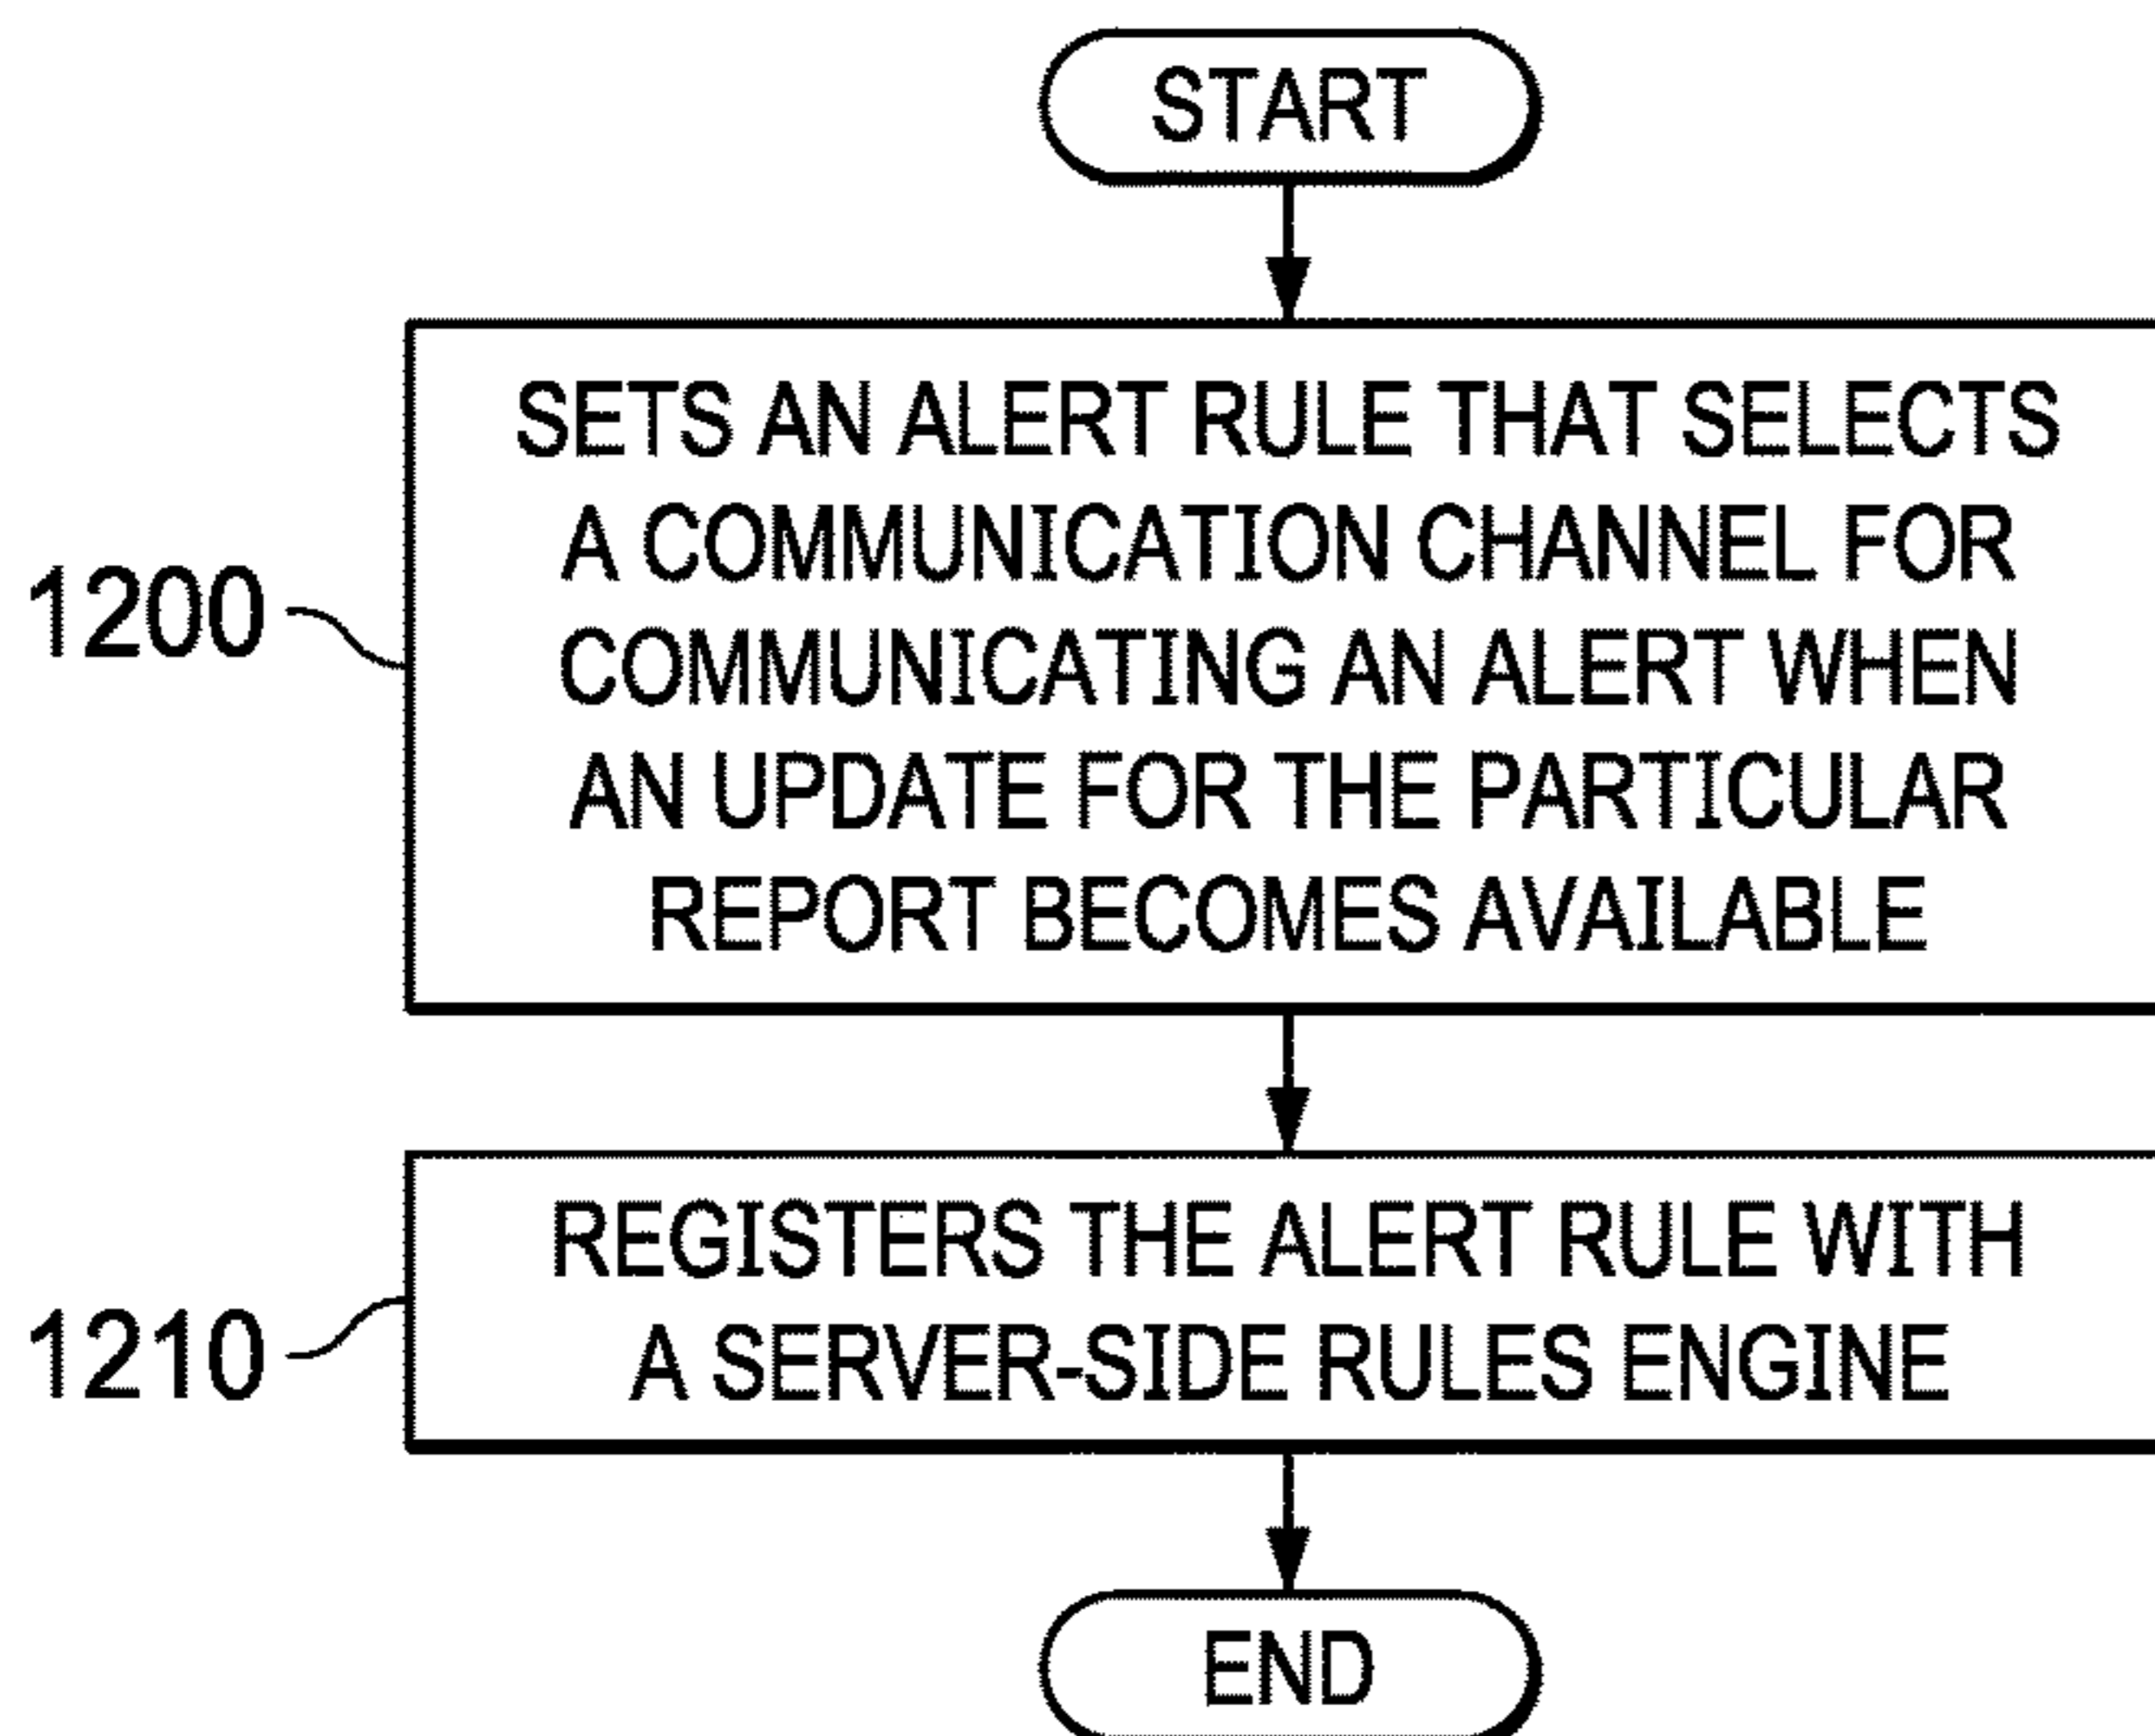 START
SETS AN ALERT RULE THAT SELECTS
A COMMUNICATION CHANNEL FOR
COMMUNICATING AN ALERT WHEN
AN UPDATE FOR THE PARTICULAR
REPORT BECOMES AVAILABLE
1200
REGISTERS THE ALERT RULE WITH
A SERVER-SIDE RULES ENGINE
1210
END